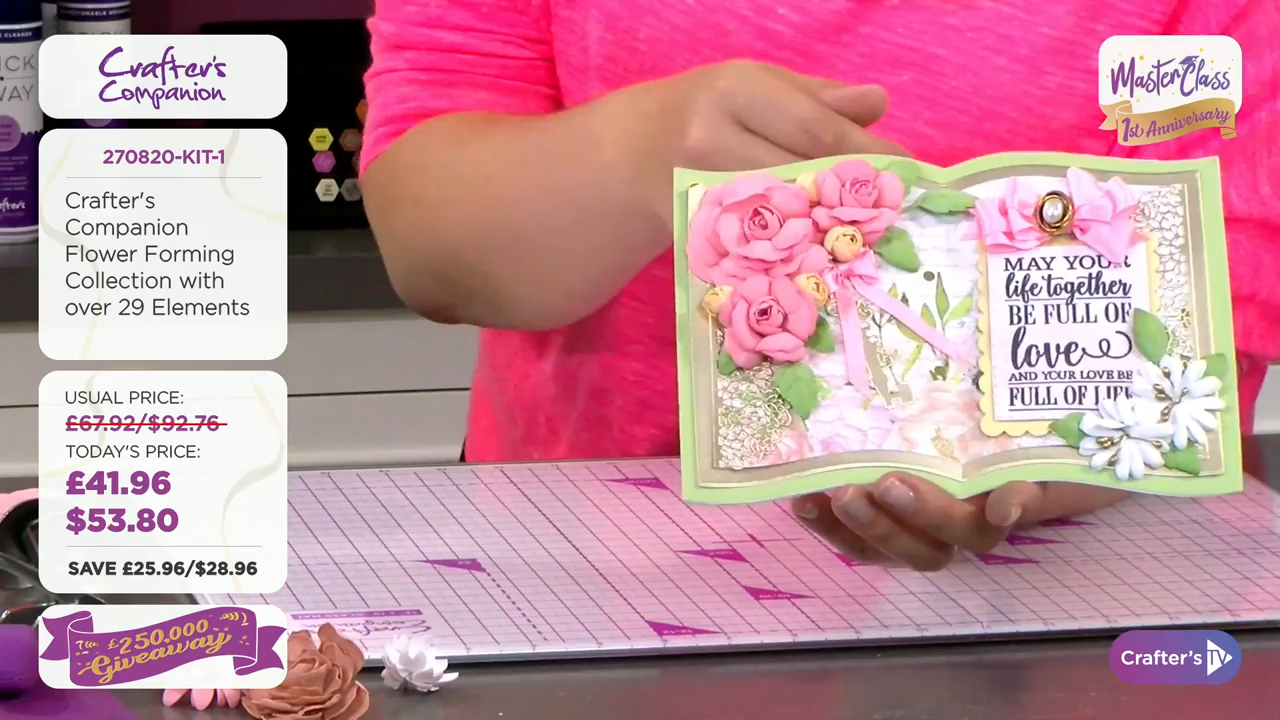 Crafter's
Companion
270820-KIT-1
Crafter's
Companion
Flower Forming
Collection with
over 29 Elements
USUAL PRICE:
£67.92/$92.76
TODAY'S PRICE:
£41.96
$53.80
SAVE £25.96/$28.96
The £250,000
Giveaway
MasterClass
1st Anniversary
MAY YOUR
life together
BE FULL OF
love
AND YOUR LOVE BE
FULL OF LIFE
Crafter's TV